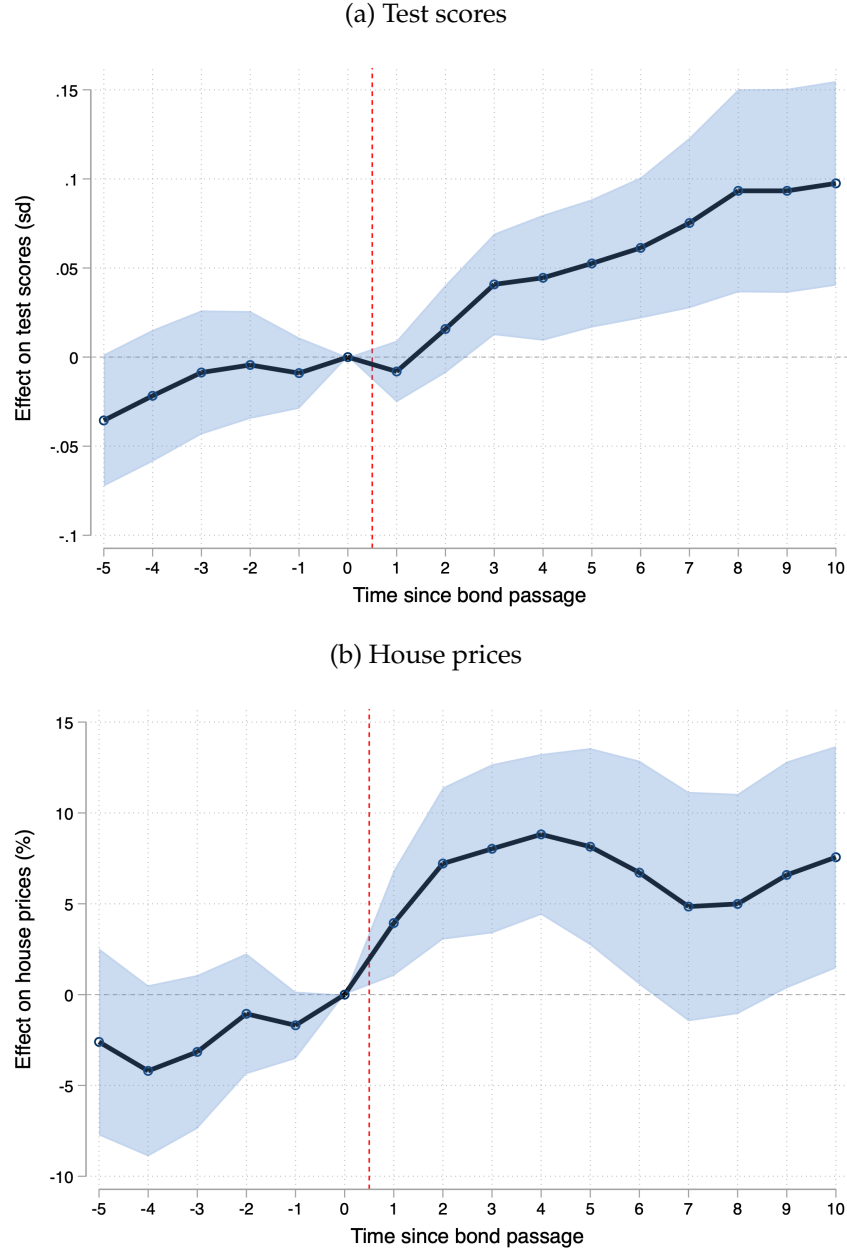 (a) Test scores
Effect on test scores (sd)
.15
.1
.05
0
-.05
-.1
-5 -4 -3 -2 -1 0 1 2 3 4 5 6 7 8 9 10
Time since bond passage
(b) House prices
Effect on house prices (%)
15
10
5
0
-5
-10
-5 -4 -3 -2 -1 0 1 2 3 4 5 6 7 8 9 10
Time since bond passage